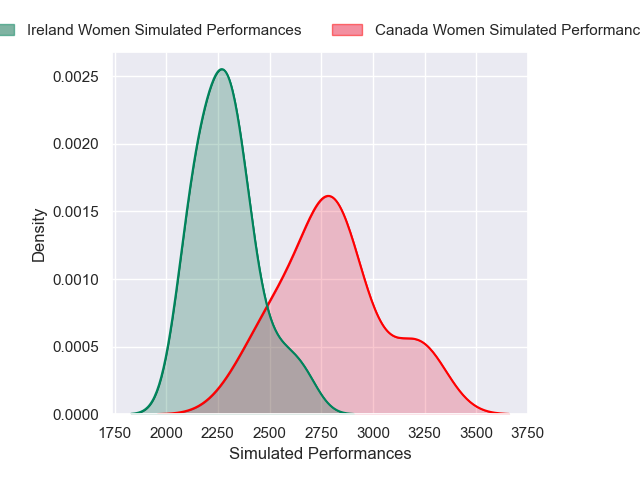 Ireland Women Simulated Performances Canada Women Simulated Performanc
0.0025
0.0020
0.0015
0.0010
0.0005
0.0000
Density
1750 2000 2250 2500 2750 3000 3250 3500 3750
Simulated Performances